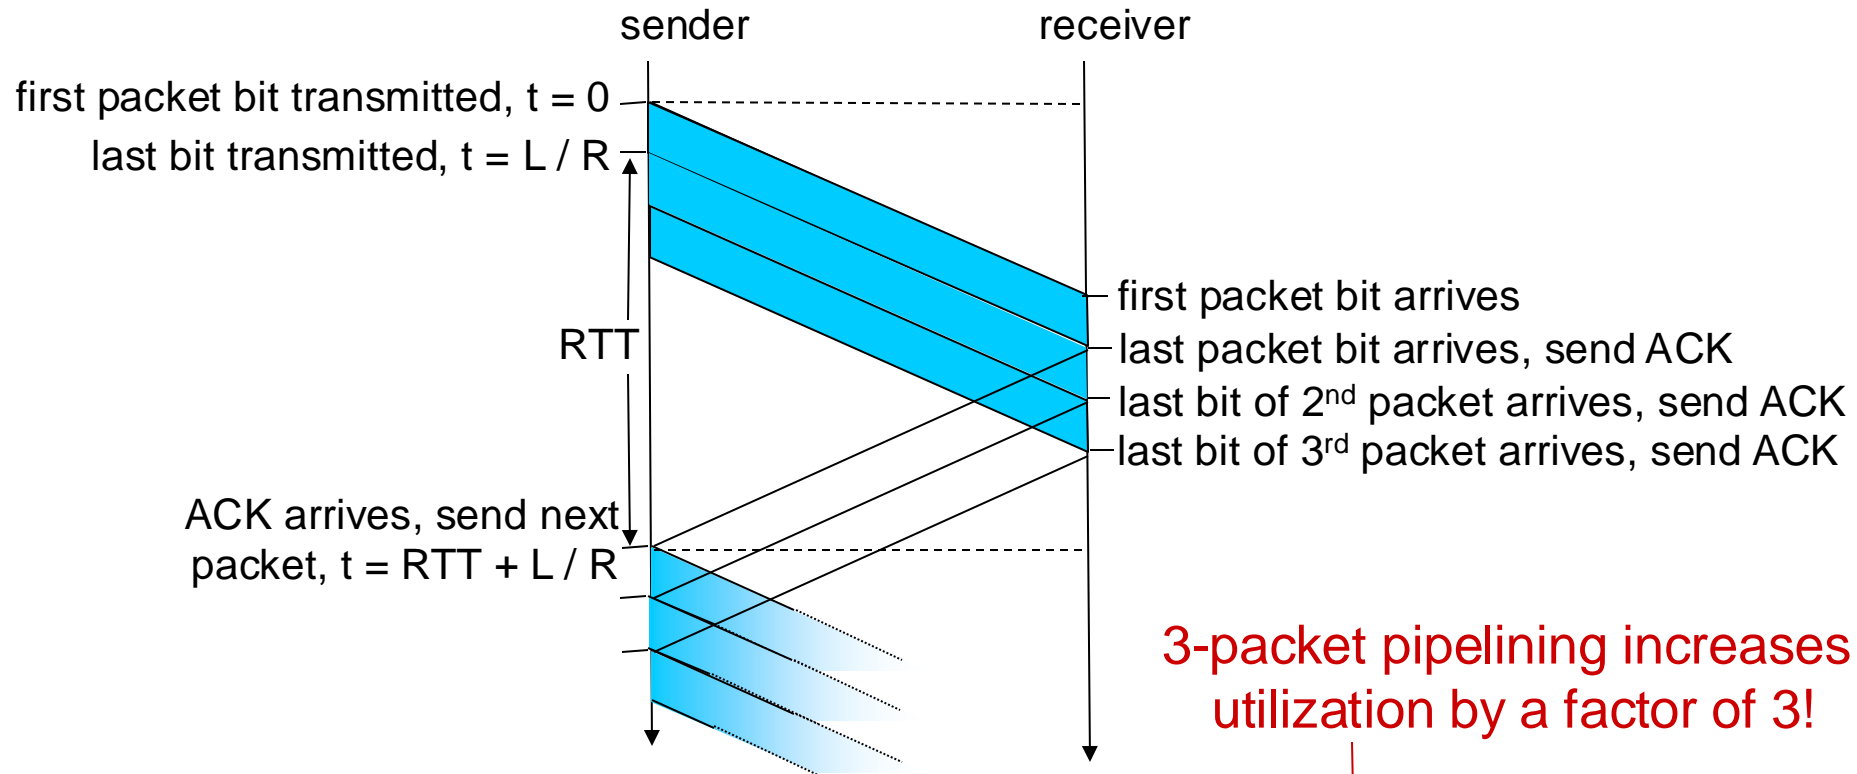 sender
receiver
first packet bit transmitted, t = 0
last bit transmitted, t = L / R
first packet bit arrives
RTT
last packet bit arrives, send ACK
last bit of 2nd packet arrives, send ACK
last bit of 3rd packet arrives, send ACK
ACK arrives, send next
packet, t = RTT + L / R
3-packet pipelining increases
utilization by a factor of 3!